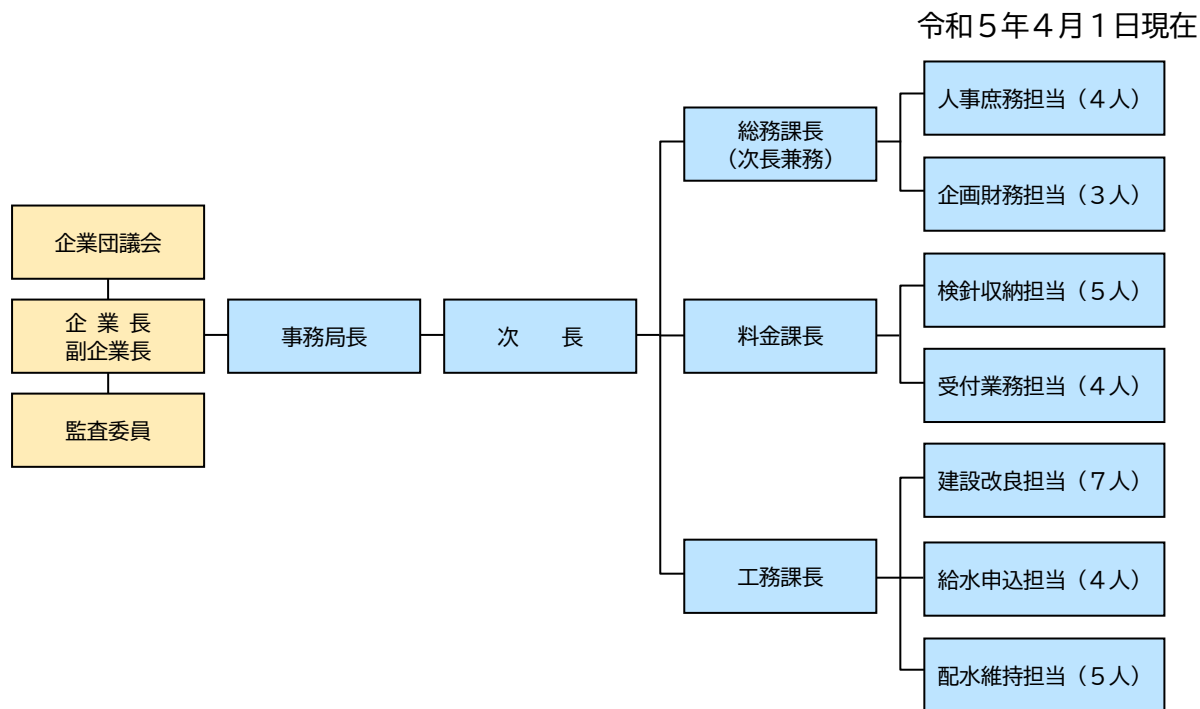 令和5年4月1日現在
企業団議会
企 業 長
副企業長
監査委員
事務局長
次　　長
総務課長
（次長兼務）
人事庶務担当（4人）
企画財務担当（3人）
料金課長
検針収納担当（5人）
受付業務担当（4人）
工務課長
建設改良担当（7人）
給水申込担当（4人）
配水維持担当（5人）